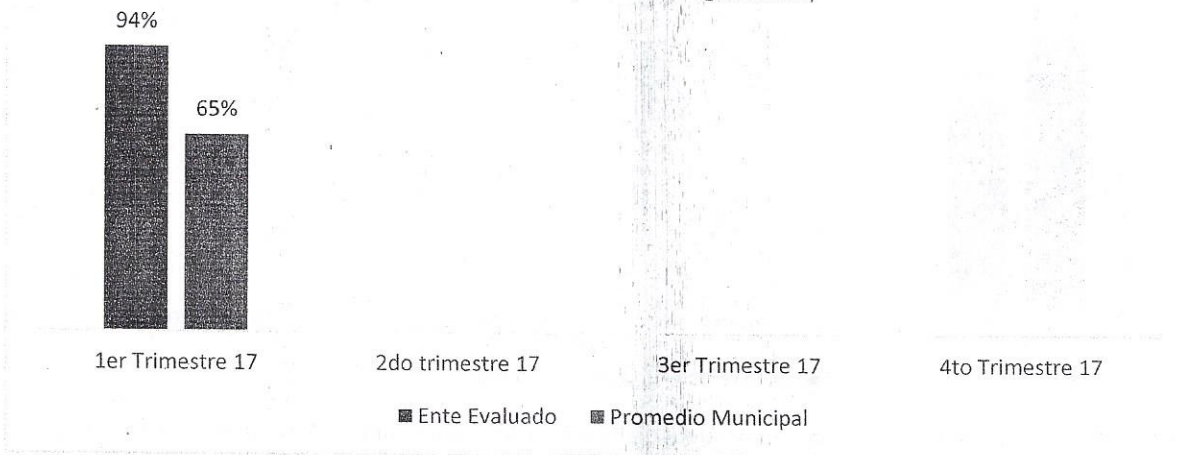 94%
65%
1er Trimestre 17
2do trimestre 17
3er Trimestre 17
4to Trimestre 17
Ente Evaluado
Promedio Municipal